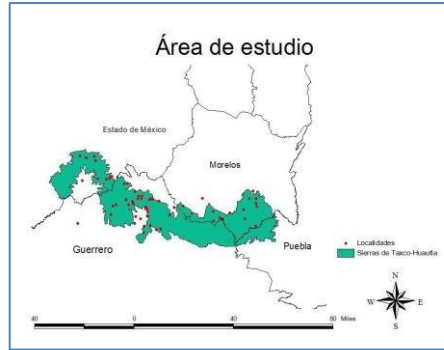 Área de estudio
Estado de México
Morelos
Guerrero
Puebla
Localidades
Sierras de Taxco-Huautla
N
W E
S
40 0 40 80 Miles